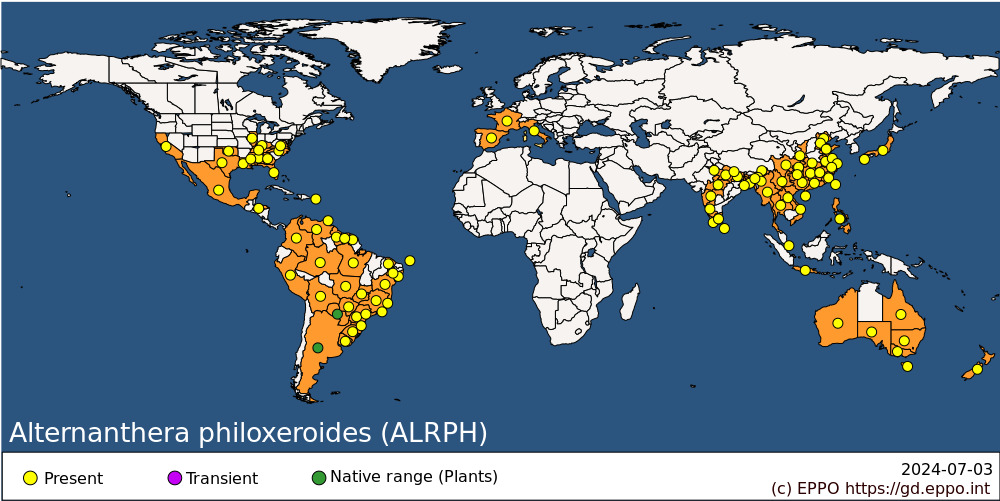 Alternanthera philoxeroides (ALRPH)
Present
Transient
Native range (Plants)
2024-07-03
(c) EPPO https://gd.eppo.int